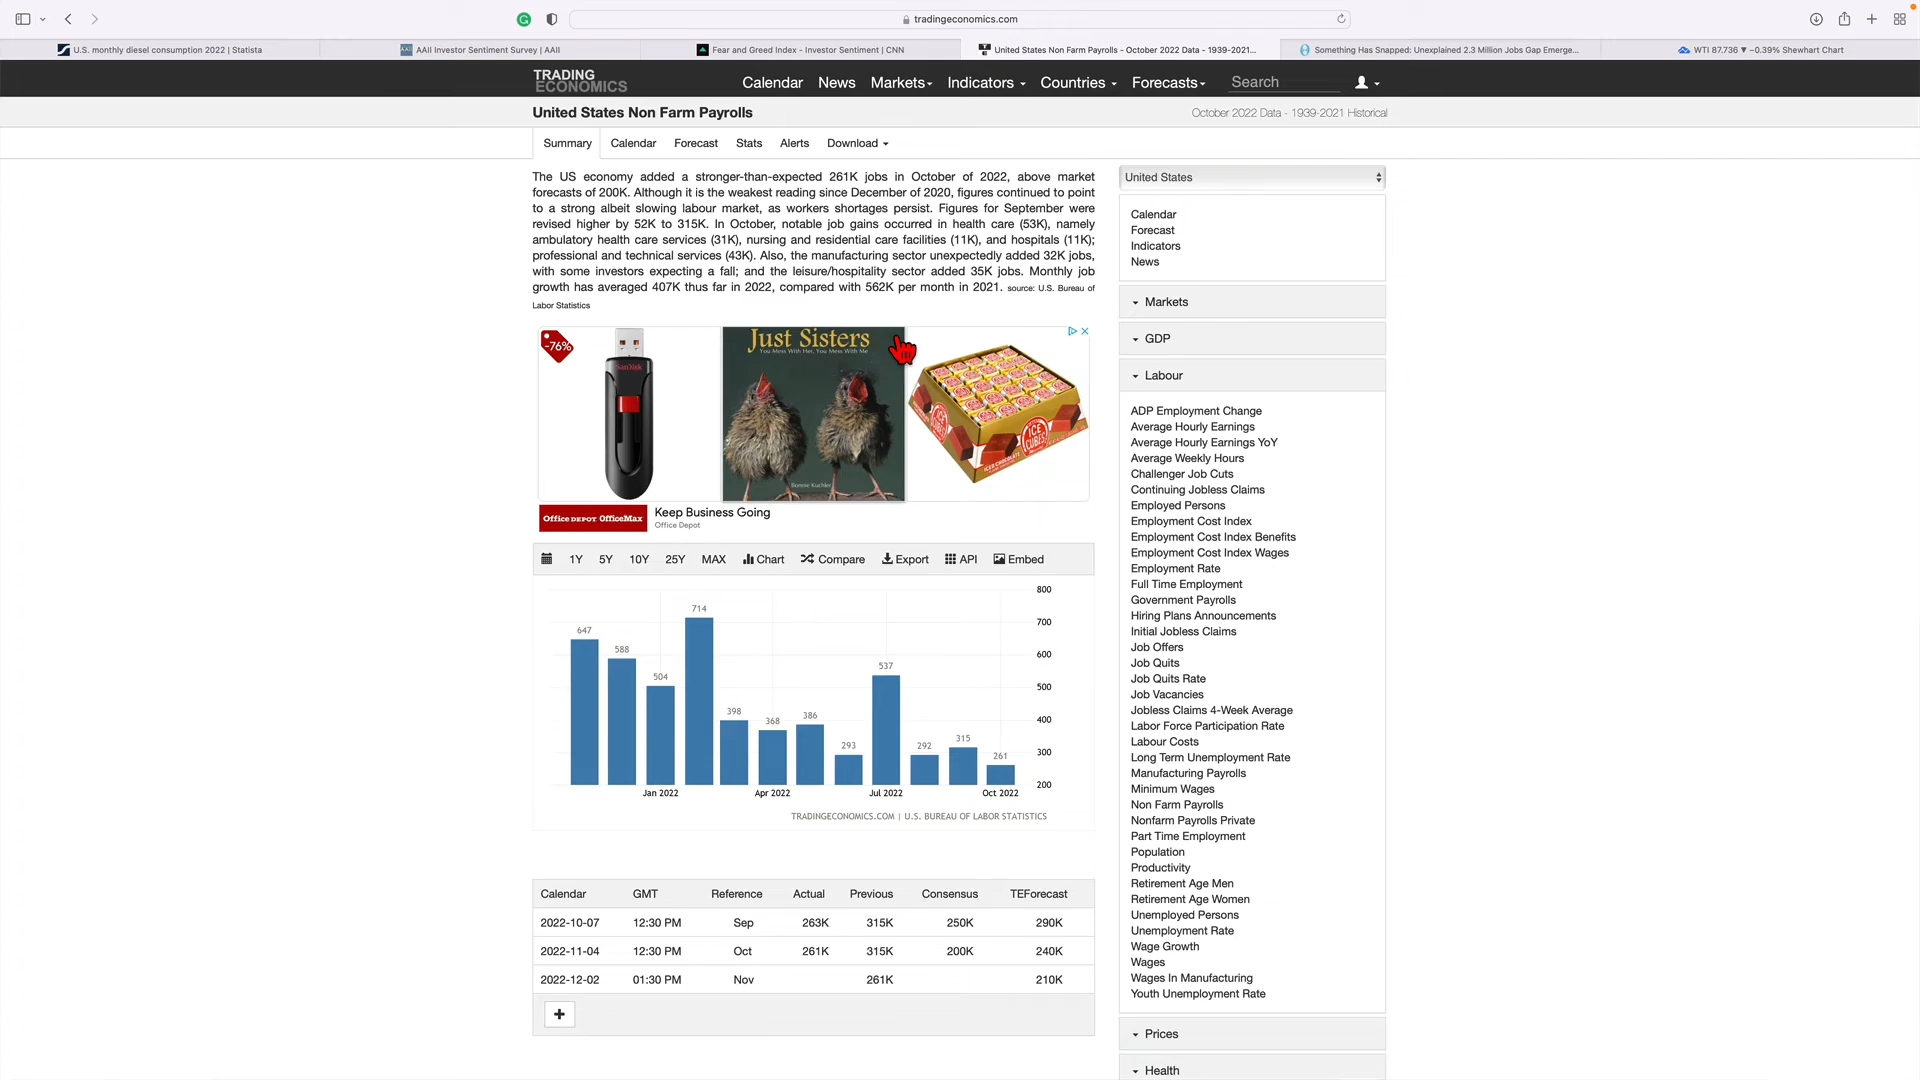 tradingeconomics.com
U.S. monthly diesel consumption 2022 | Statista
AAII Investor Sentiment Survey | AAII
Fear and Greed Index - Investor Sentiment | CNN
United States Non Farm Payrolls - October 2022 Data - 1939-2021...
Something Has Snapped: Unexplained 2.3 Million Jobs Gap Emerge...
WTI 87.736 ▼ −0.39% Shewhart Chart
TRADING
ECONOMICS
Calendar News Markets Indicators Countries Forecasts Search
United States Non Farm Payrolls
October 2022 Data - 1939-2021 Historical
Summary Calendar Forecast Stats Alerts Download
The US economy added a stronger-than-expected 261K jobs in October of 2022, above market
forecasts of 200K. Although it is the weakest reading since December of 2020, figures continued to point
to a strong albeit slowing labour market, as workers shortages persist. Figures for September were
revised higher by 52K to 315K. In October, notable job gains occurred in health care (53K), namely
ambulatory health care services (31K), nursing and residential care facilities (11K), and hospitals (11K);
professional and technical services (43K). Also, the manufacturing sector unexpectedly added 32K jobs,
with some investors expecting a fall; and the leisure/hospitality sector added 35K jobs. Monthly job
growth has averaged 407K thus far in 2022, compared with 562K per month in 2021. source: U.S. Bureau of
Labor Statistics
-76%
SanDisk
Just Sisters
You Mess With Her, You Mess With Me
Bonnie Kuchler
ICE CUBES
ICED CHOCOLATE
Office DEPOT OfficeMax
Keep Business Going
Office Depot
1Y 5Y 10Y 25Y MAX Chart Compare Export API Embed
800
700
600
500
400
300
200
647
588
504
714
398
368
386
293
537
292
315
261
Jan 2022
Apr 2022
Jul 2022
Oct 2022
TRADINGECONOMICS.COM | U.S. BUREAU OF LABOR STATISTICS
Calendar GMT Reference Actual Previous Consensus TEForecast
2022-10-07 12:30 PM Sep 263K 315K 250K 290K
2022-11-04 12:30 PM Oct 261K 315K 200K 240K
2022-12-02 01:30 PM Nov 261K 210K
United States
Calendar
Forecast
Indicators
News
Markets
GDP
Labour
ADP Employment Change
Average Hourly Earnings
Average Hourly Earnings YoY
Average Weekly Hours
Challenger Job Cuts
Continuing Jobless Claims
Employed Persons
Employment Cost Index
Employment Cost Index Benefits
Employment Cost Index Wages
Employment Rate
Full Time Employment
Government Payrolls
Hiring Plans Announcements
Initial Jobless Claims
Job Offers
Job Quits
Job Quits Rate
Job Vacancies
Jobless Claims 4-Week Average
Labor Force Participation Rate
Labour Costs
Long Term Unemployment Rate
Manufacturing Payrolls
Minimum Wages
Non Farm Payrolls
Nonfarm Payrolls Private
Part Time Employment
Population
Productivity
Retirement Age Men
Retirement Age Women
Unemployed Persons
Unemployment Rate
Wage Growth
Wages
Wages In Manufacturing
Youth Unemployment Rate
Prices
Health